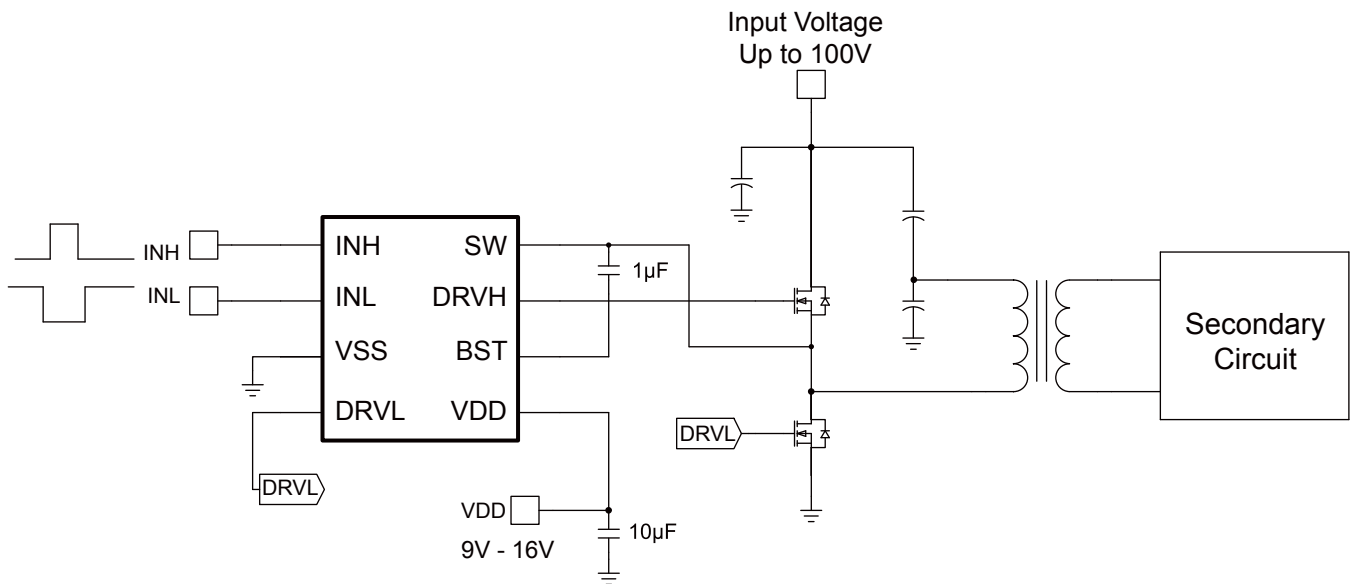 Input Voltage
Up to 100V
INH
INL
INH
INL
VSS
DRVL
SW
DRVH
BST
VDD
1µF
DRVL
DRVL
VDD
9V - 16V
10µF
Secondary
Circuit